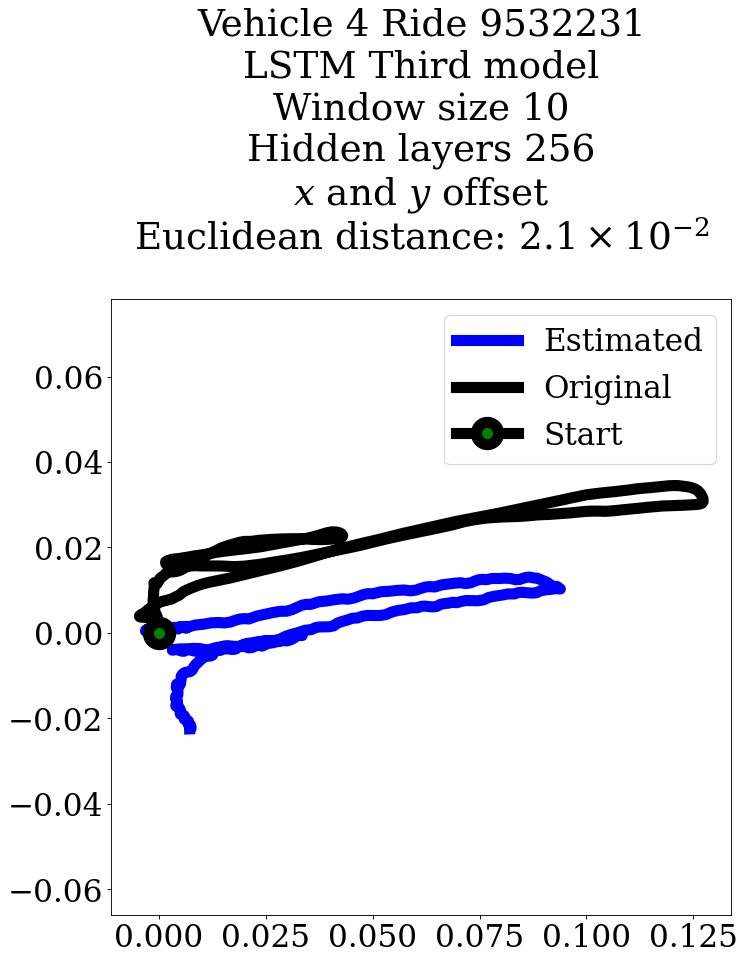 Vehicle 4 Ride 9532231
LSTM Third model
Window size 10
Hidden layers 256
x and y offset
Euclidean distance: 2.1 × 10⁻²
Estimated
Original
Start
0.06
0.04
0.02
0.00
−0.02
−0.04
−0.06
0.000 0.025 0.050 0.075 0.100 0.125